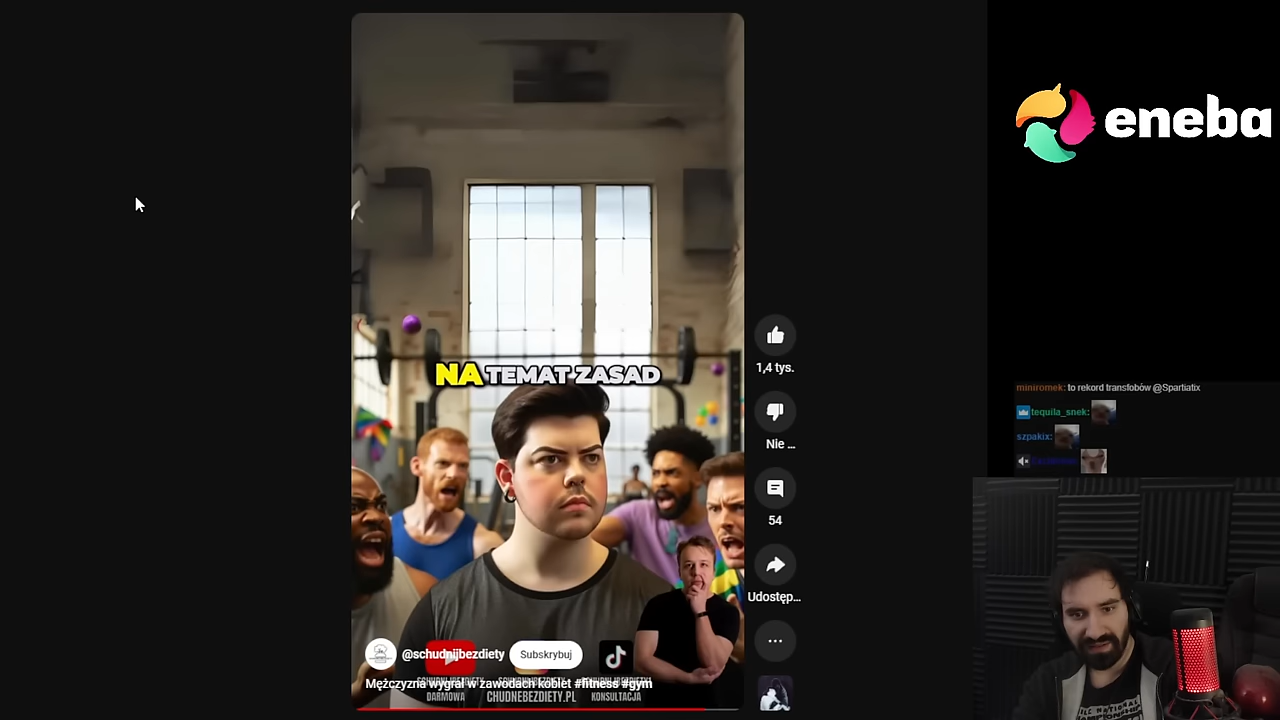 eneba
NA TEMAT ZASAD
1,4 tys.
Nie ...
54
Udostęp...
miniromek: to rekord transfobów @Spartiatix
tequila_snek:
szpakix:
@schudnijbezdiety
Subskrybuj
Mężczyzna wygrał w zawodach kobiet #fitness #gym
DARMOWA
CHUDNEBEZDIETY.PL
KONSULTACJA